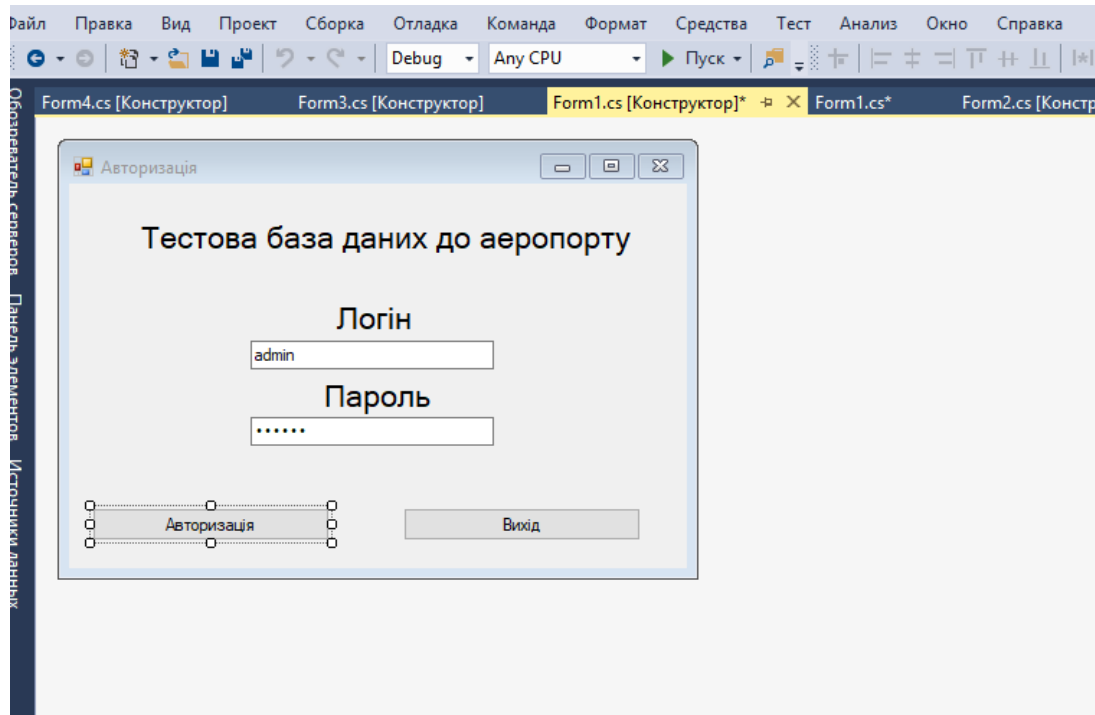 Файл Правка Вид Проект Сборка Отладка Команда Формат Средства Тест Анализ Окно Справка
Debug Any CPU Пуск
Form4.cs [Конструктор] Form3.cs [Конструктор] Form1.cs [Конструктор]* Form1.cs* Form2.cs [Констр
Обозреватель серверов
Панель элементов
Источники данных
Авторизація
Тестова база даних до аеропорту
Логін
admin
Пароль
••••••
Авторизація Вихід